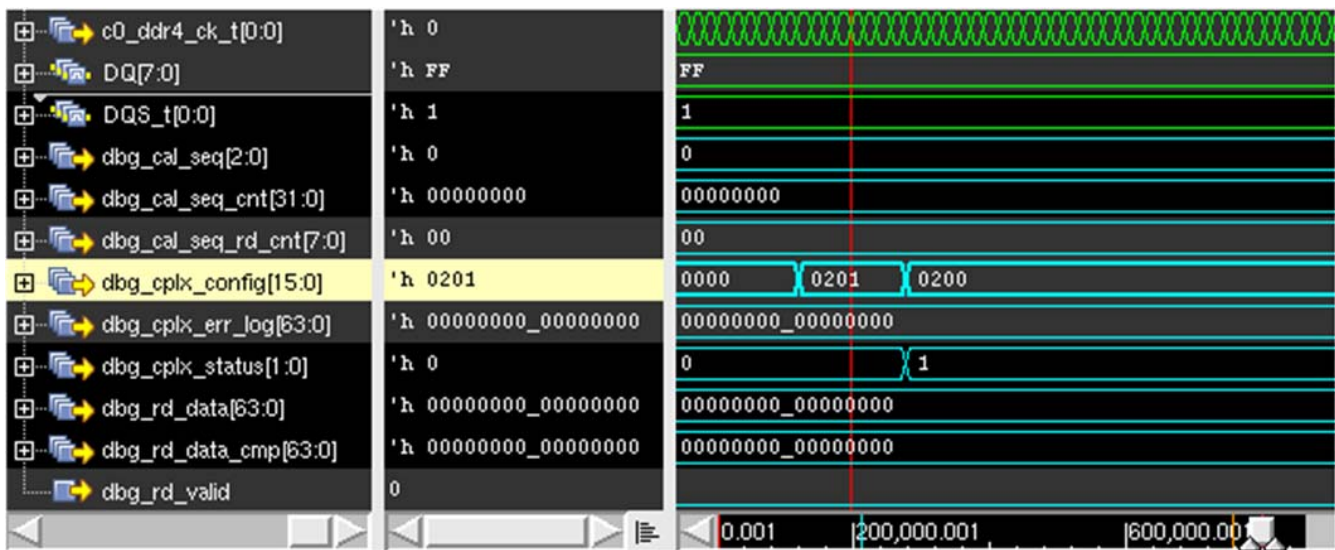 c0_ddr4_ck_t[0:0] 'h 0
DQ[7:0] 'h FF FF
DQS_t[0:0] 'h 1 1
dbg_cal_seq[2:0] 'h 0 0
dbg_cal_seq_cnt[31:0] 'h 00000000 00000000
dbg_cal_seq_rd_cnt[7:0] 'h 00 00
dbg_cplx_config[15:0] 'h 0201 0000 0201 0200
dbg_cplx_err_log[63:0] 'h 00000000_00000000 00000000_00000000
dbg_cplx_status[1:0] 'h 0 0 1
dbg_rd_data[63:0] 'h 00000000_00000000 00000000_00000000
dbg_rd_data_cmp[63:0] 'h 00000000_00000000 00000000_00000000
dbg_rd_valid 0
0.001 200,000.001 600,000.001